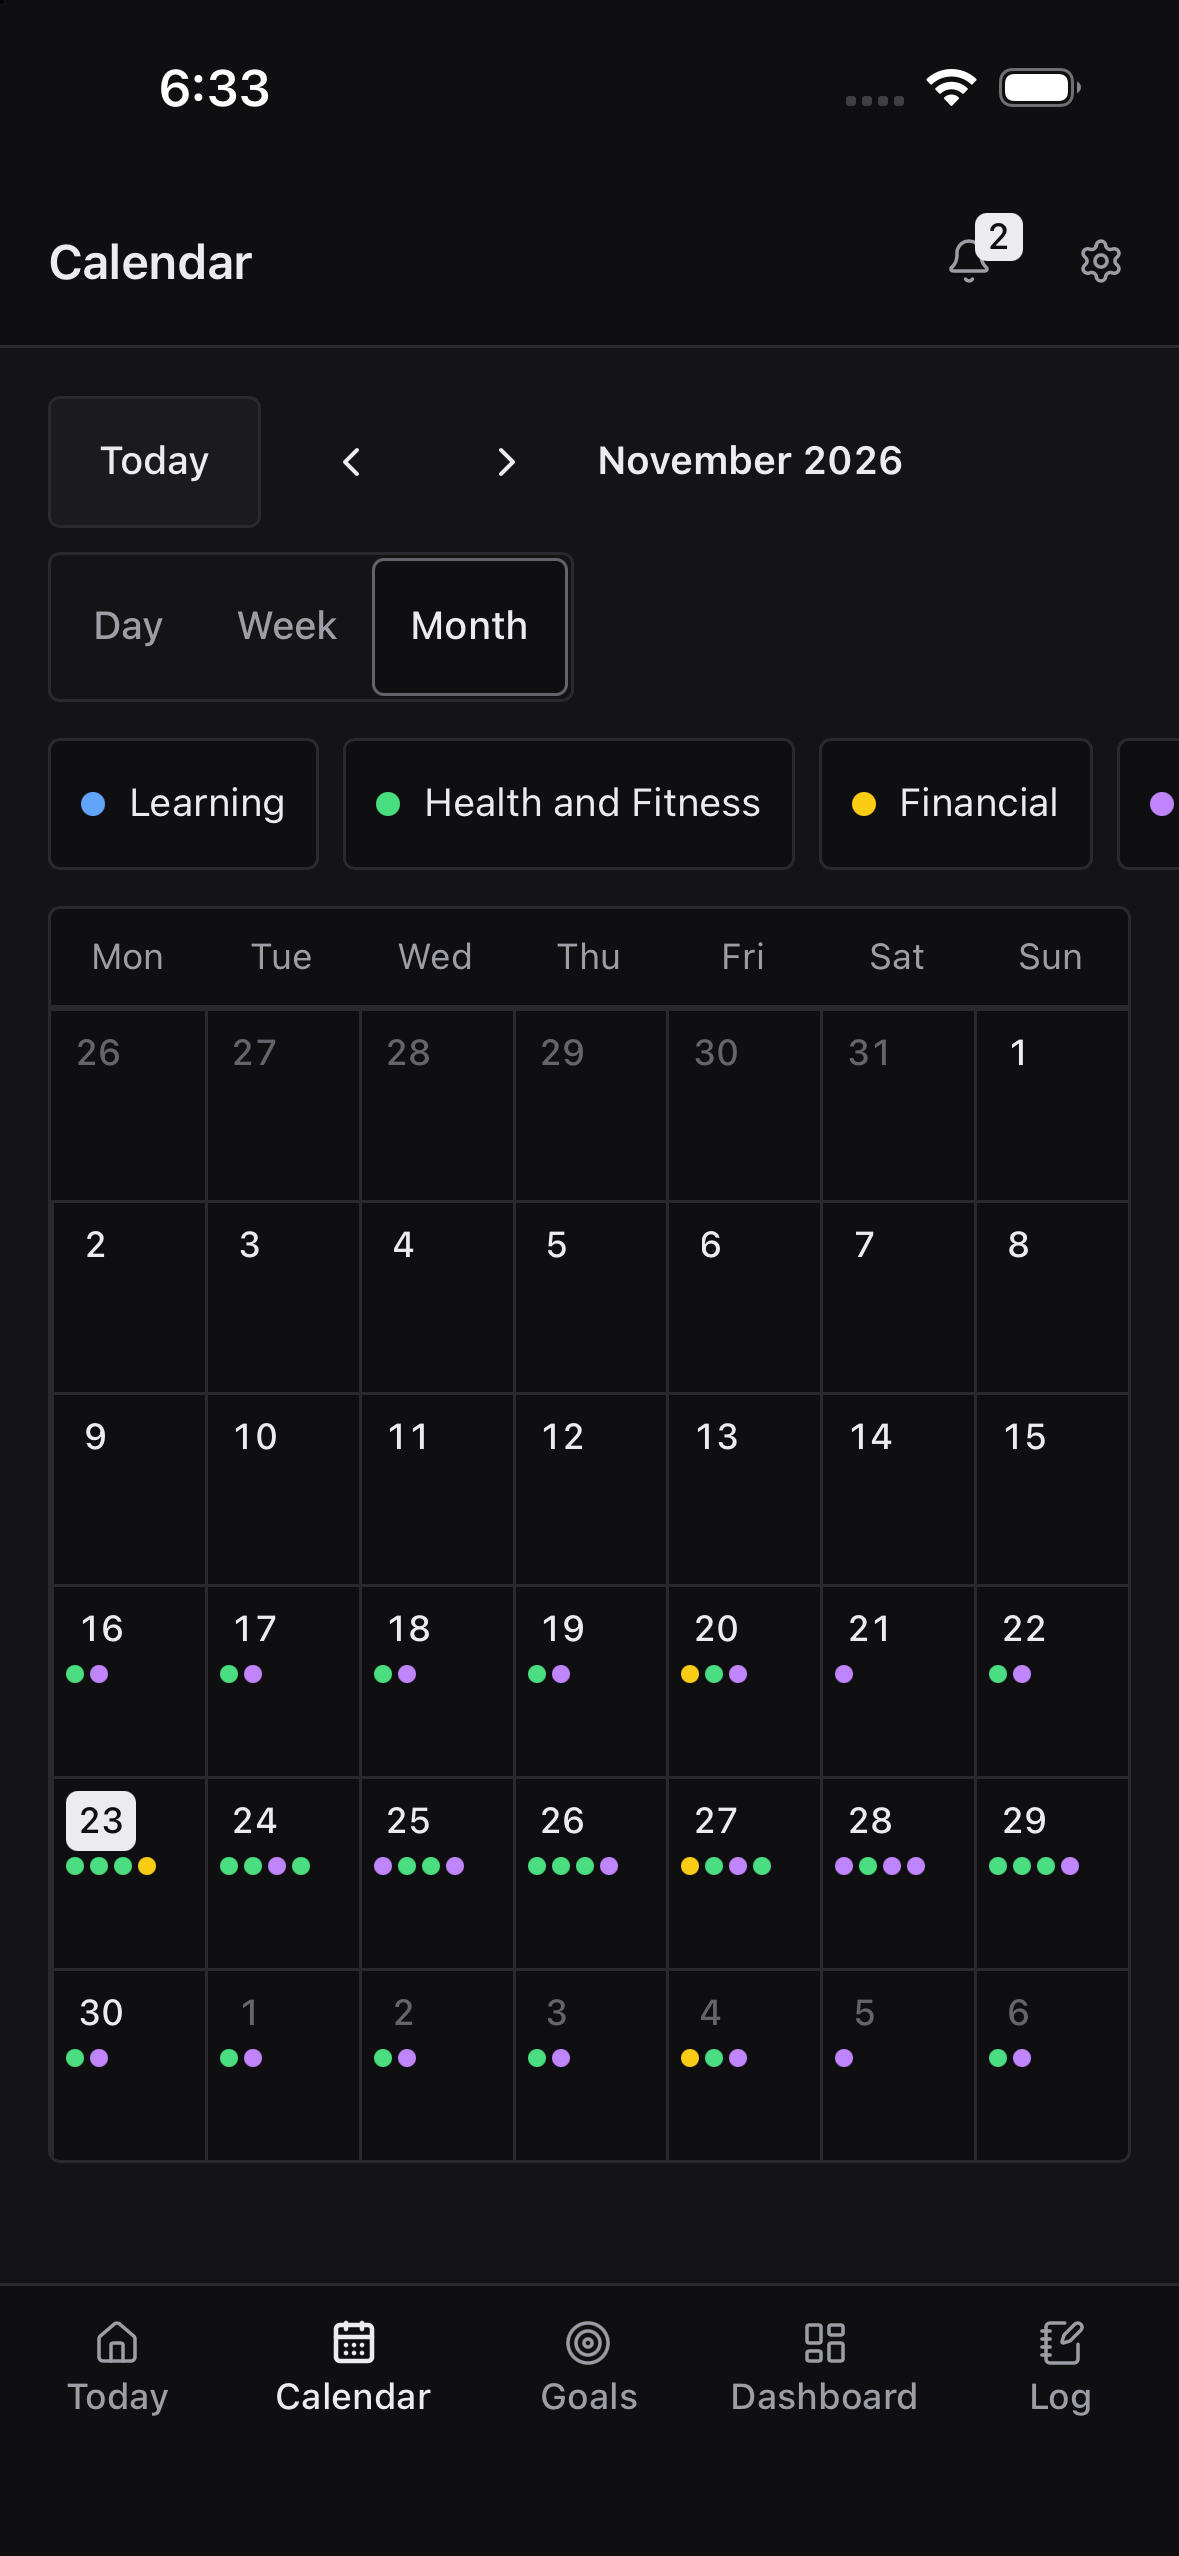 6:33
Calendar
2
Today
November 2026
Day Week Month
Learning Health and Fitness Financial
Mon Tue Wed Thu Fri Sat Sun
26 27 28 29 30 31 1
2 3 4 5 6 7 8
9 10 11 12 13 14 15
16 17 18 19 20 21 22
23 24 25 26 27 28 29
30 1 2 3 4 5 6
Today Calendar Goals Dashboard Log